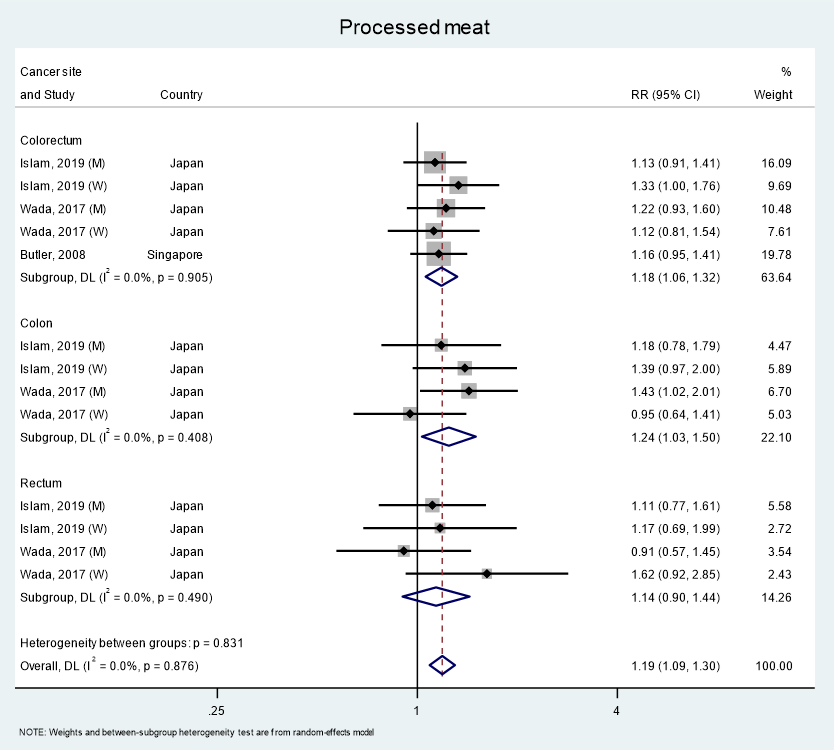 Processed meat
Cancer site %
and Study Country RR (95% CI) Weight
Colorectum
Islam, 2019 (M) Japan 1.13 (0.91, 1.41) 16.09
Islam, 2019 (W) Japan 1.33 (1.00, 1.76) 9.69
Wada, 2017 (M) Japan 1.22 (0.93, 1.60) 10.48
Wada, 2017 (W) Japan 1.12 (0.81, 1.54) 7.61
Butler, 2008 Singapore 1.16 (0.95, 1.41) 19.78
Subgroup, DL (I² = 0.0%, p = 0.905) 1.18 (1.06, 1.32) 63.64
Colon
Islam, 2019 (M) Japan 1.18 (0.78, 1.79) 4.47
Islam, 2019 (W) Japan 1.39 (0.97, 2.00) 5.89
Wada, 2017 (M) Japan 1.43 (1.02, 2.01) 6.70
Wada, 2017 (W) Japan 0.95 (0.64, 1.41) 5.03
Subgroup, DL (I² = 0.0%, p = 0.408) 1.24 (1.03, 1.50) 22.10
Rectum
Islam, 2019 (M) Japan 1.11 (0.77, 1.61) 5.58
Islam, 2019 (W) Japan 1.17 (0.69, 1.99) 2.72
Wada, 2017 (M) Japan 0.91 (0.57, 1.45) 3.54
Wada, 2017 (W) Japan 1.62 (0.92, 2.85) 2.43
Subgroup, DL (I² = 0.0%, p = 0.490) 1.14 (0.90, 1.44) 14.26
Heterogeneity between groups: p = 0.831
Overall, DL (I² = 0.0%, p = 0.876) 1.19 (1.09, 1.30) 100.00
.25 1 4
NOTE: Weights and between-subgroup heterogeneity test are from random-effects model